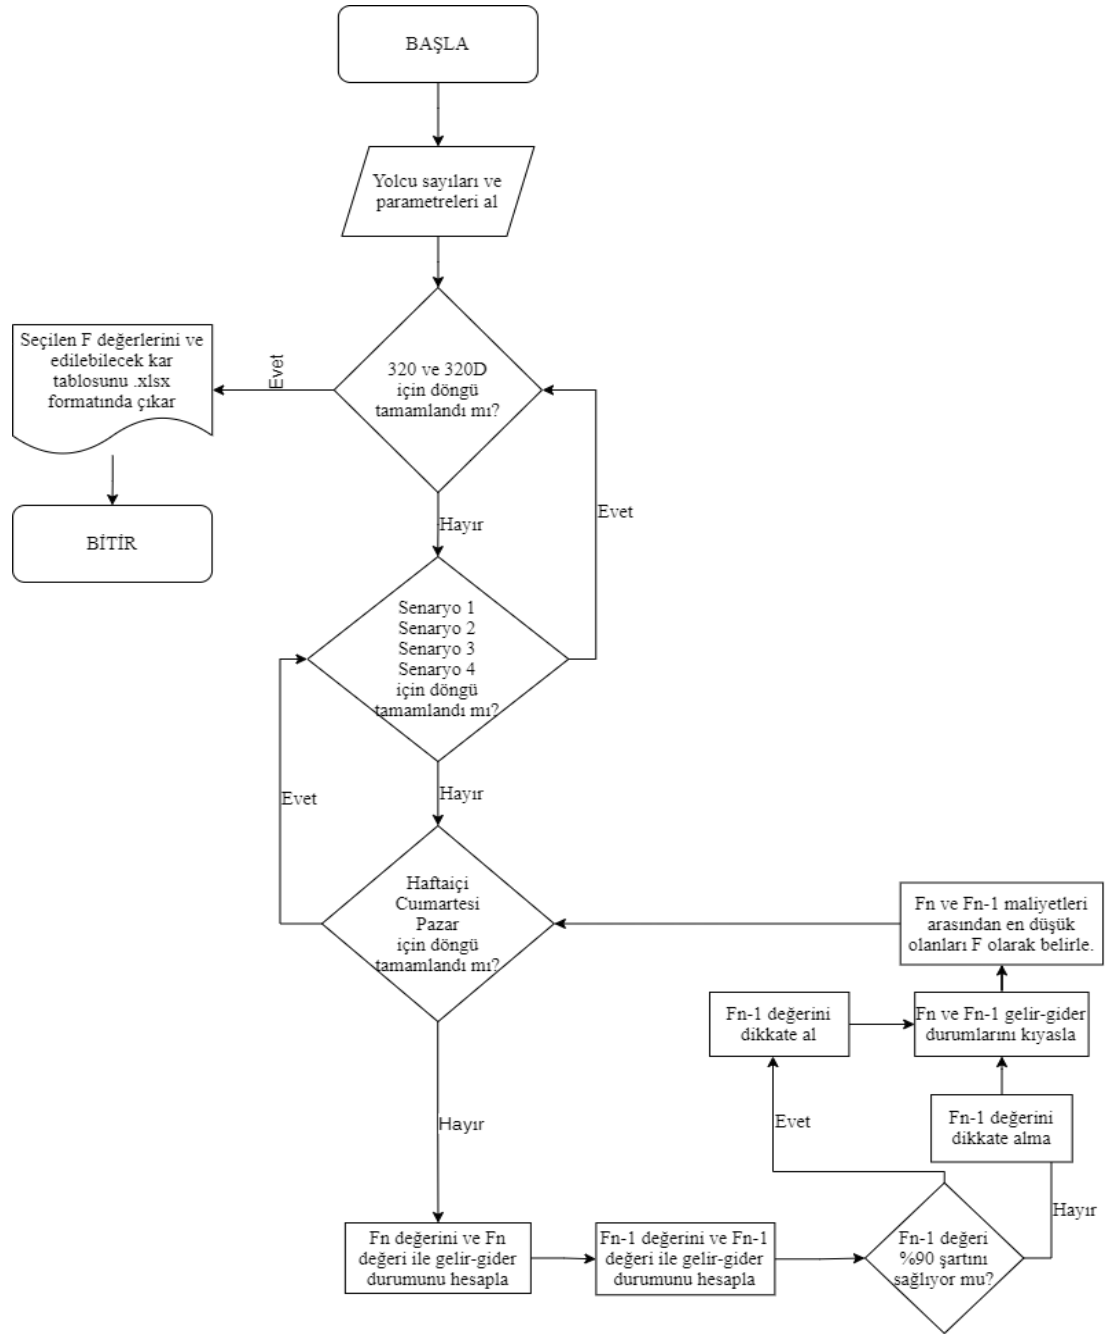 BAŞLA
Yolcu sayıları ve
parametreleri al
320 ve 320D
için döngü
tamamlandı mı?
Evet
Seçilen F değerlerini ve
edilebilecek kar
tablosunu .xlsx
formatında çıkar
BİTİR
Hayır
Evet
Senaryo 1
Senaryo 2
Senaryo 3
Senaryo 4
için döngü
tamamlandı mı?
Evet
Hayır
Haftaiçi
Cuımartesi
Pazar
için döngü
tamamlandı mı?
Hayır
Fn değerini ve Fn
değeri ile gelir-gider
durumunu hesapla
Fn-1 değerini ve Fn-1
değeri ile gelir-gider
durumunu hesapla
Fn-1 değeri
%90 şartını
sağlıyor mu?
Evet
Hayır
Fn-1 değerini
dikkate al
Fn-1 değerini
dikkate alma
Fn ve Fn-1 gelir-gider
durumlarını kıyasla
Fn ve Fn-1 maliyetleri
arasından en düşük
olanları F olarak belirle.